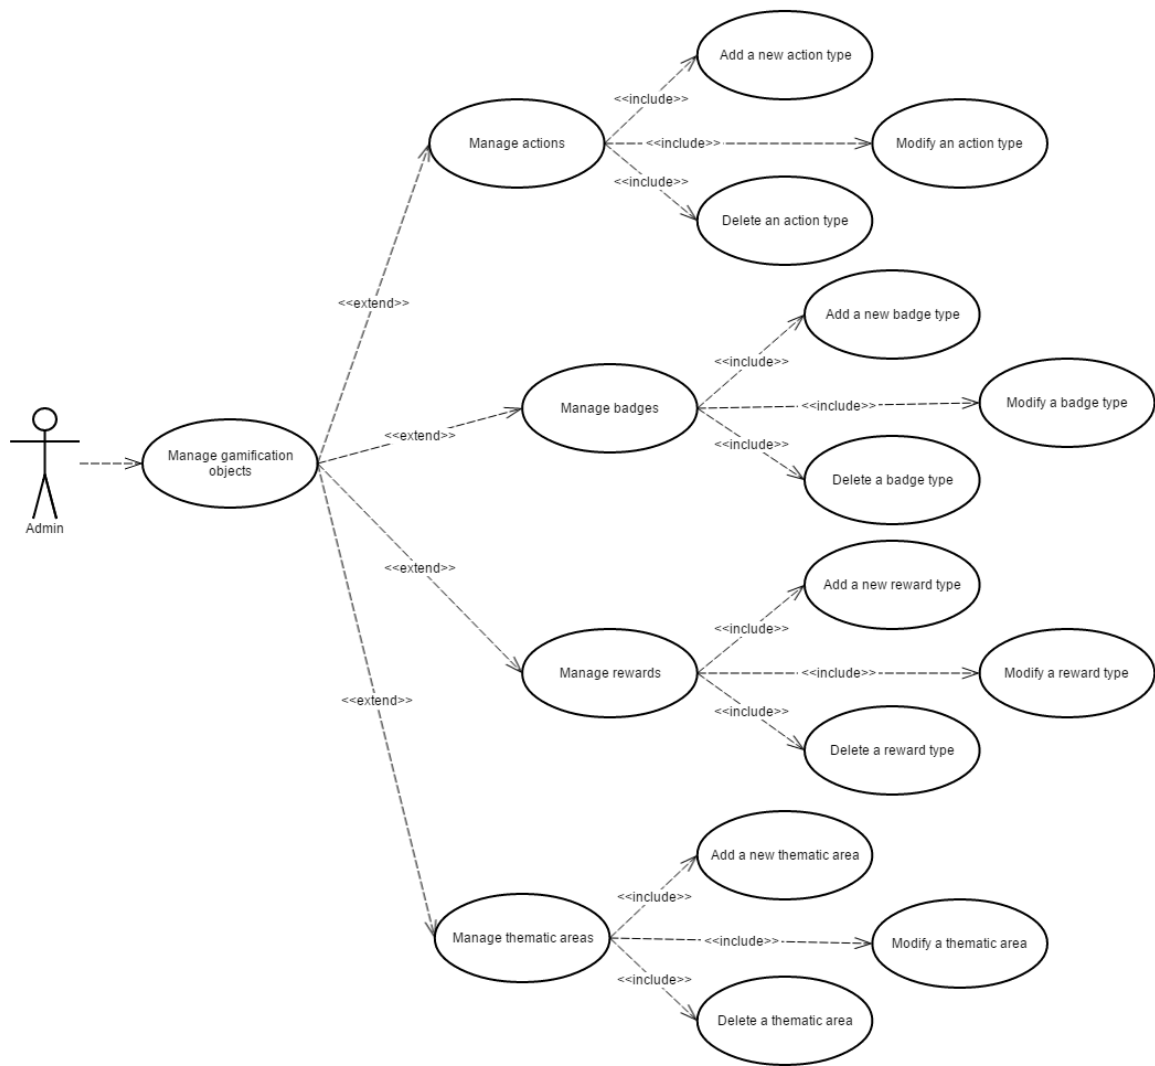 Add a new action type
<<include>>
Manage actions
<<include>>
Modify an action type
<<include>>
Delete an action type
<<extend>>
Add a new badge type
<<include>>
Manage badges
<<include>>
Modify a badge type
<<extend>>
<<include>>
Manage gamification
objects
Delete a badge type
Admin
<<extend>>
Add a new reward type
<<include>>
Manage rewards
<<include>>
Modify a reward type
<<extend>>
<<include>>
Delete a reward type
Add a new thematic area
<<include>>
Manage thematic areas
<<include>>
Modify a thematic area
<<include>>
Delete a thematic area